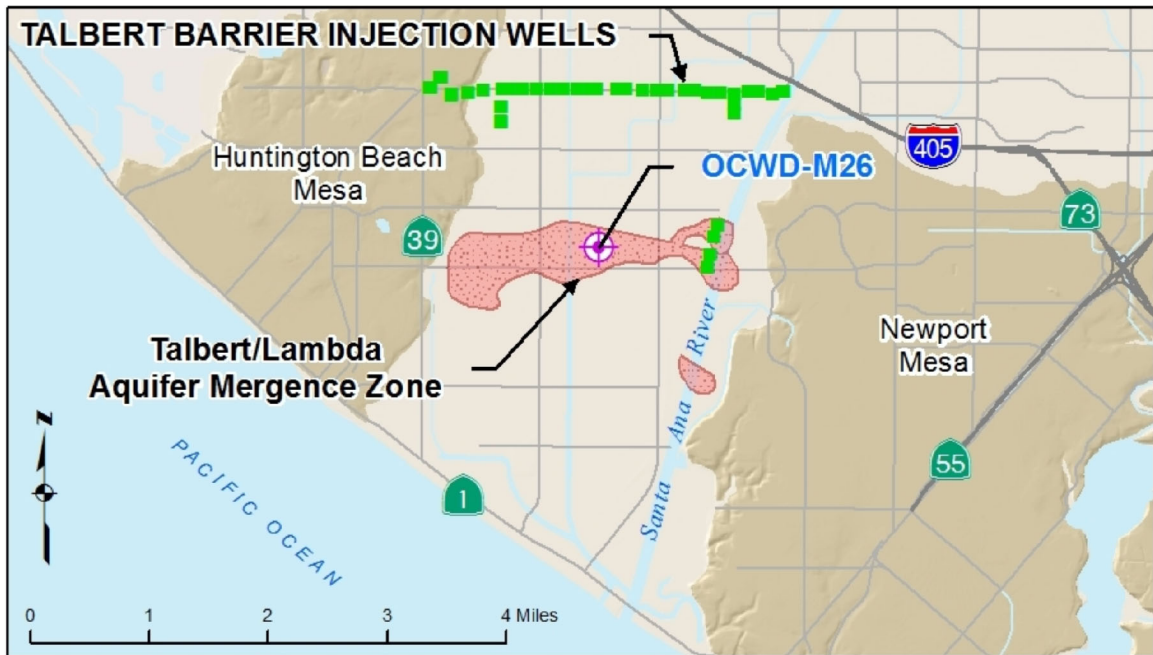 TALBERT BARRIER INJECTION WELLS
405
Huntington Beach
Mesa
OCWD-M26
73
39
Newport
Mesa
Talbert/Lambda
Aquifer Mergence Zone
Santa Ana River
N
55
PACIFIC OCEAN
1
0 1 2 3 4 Miles